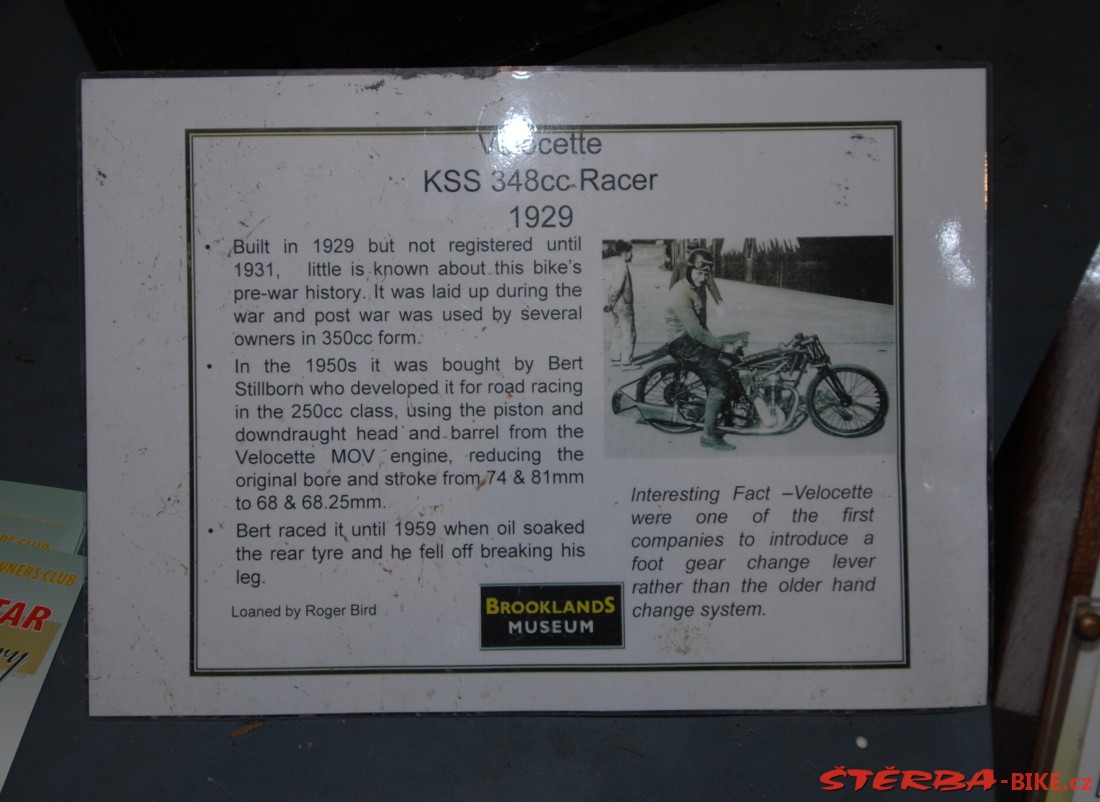 Velocette
KSS 348cc Racer
1929
• Built in 1929 but not registered until
1931, little is known about this bike's
pre-war history. It was laid up during the
war and post war was used by several
owners in 350cc form.
• In the 1950s it was bought by Bert
Stillborn who developed it for road racing
in the 250cc class, using the piston and
downdraught head and barrel from the
Velocette MOV engine, reducing the
original bore and stroke from 74 & 81mm
to 68 & 68.25mm.
• Bert raced it until 1959 when oil soaked
the rear tyre and he fell off breaking his
leg.
Loaned by Roger Bird
Interesting Fact –Velocette
were one of the first
companies to introduce a
foot gear change lever
rather than the older hand
change system.
BROOKLANDS
MUSEUM
NNERS CLUB
TAR
ŠTĚRBA-BIKE.cz